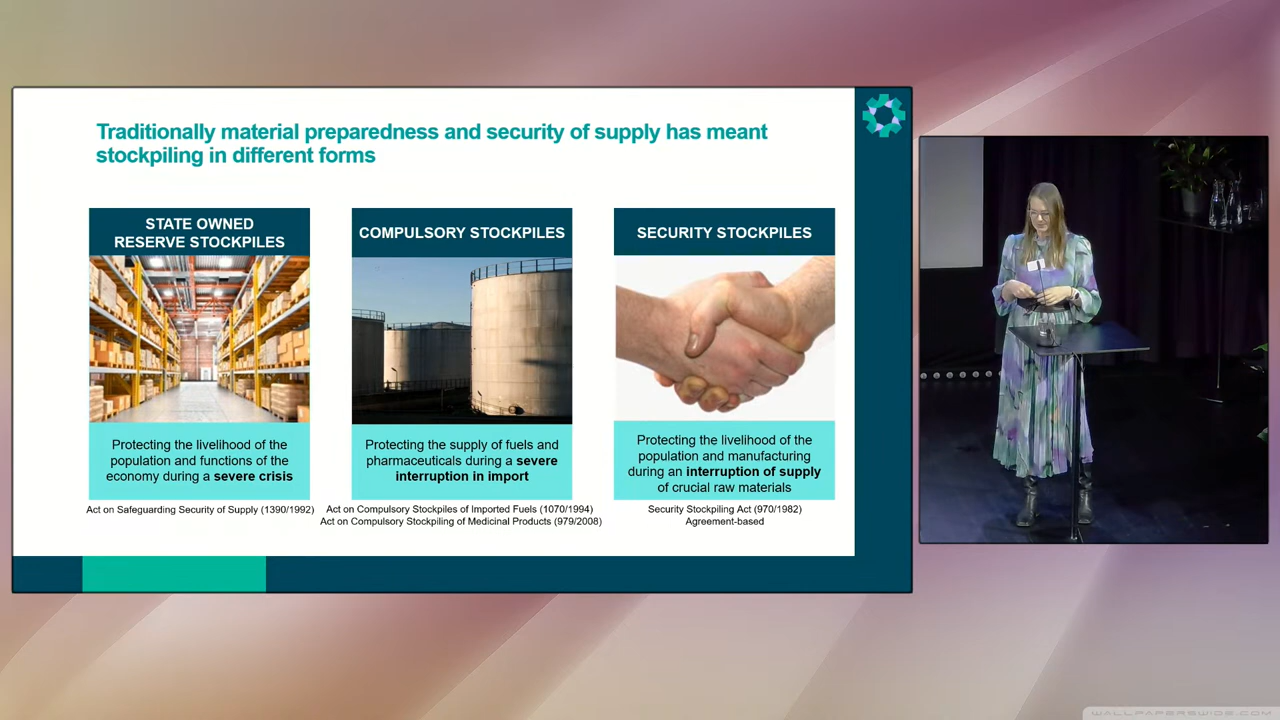 Traditionally material preparedness and security of supply has meant
stockpiling in different forms
STATE OWNED
RESERVE STOCKPILES
Protecting the livelihood of the
population and functions of the
economy during a severe crisis
Act on Safeguarding Security of Supply (1390/1992)
COMPULSORY STOCKPILES
Protecting the supply of fuels and
pharmaceuticals during a severe
interruption in import
Act on Compulsory Stockpiles of Imported Fuels (1070/1994)
Act on Compulsory Stockpiling of Medicinal Products (979/2008)
SECURITY STOCKPILES
Protecting the livelihood of the
population and manufacturing
during an interruption of supply
of crucial raw materials
Security Stockpiling Act (970/1982)
Agreement-based
WALLPAPERSWIDE.COM